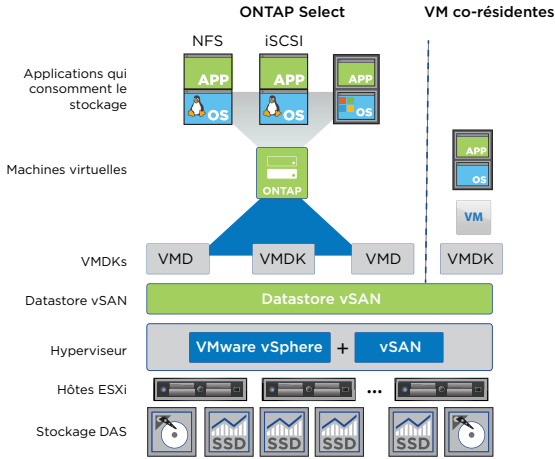 ONTAP Select
VM co-résidentes
NFS
iSCSI
Applications qui
consomment le
stockage
APP
OS
APP
OS
APP
OS
Machines virtuelles
ONTAP
APP
OS
VM
VMDKs
VMD
VMDK
VMD
VMDK
Datastore vSAN
Datastore vSAN
Hyperviseur
VMware vSphere
+
vSAN
Hôtes ESXi
...
Stockage DAS
SSD
SSD
SSD
SSD